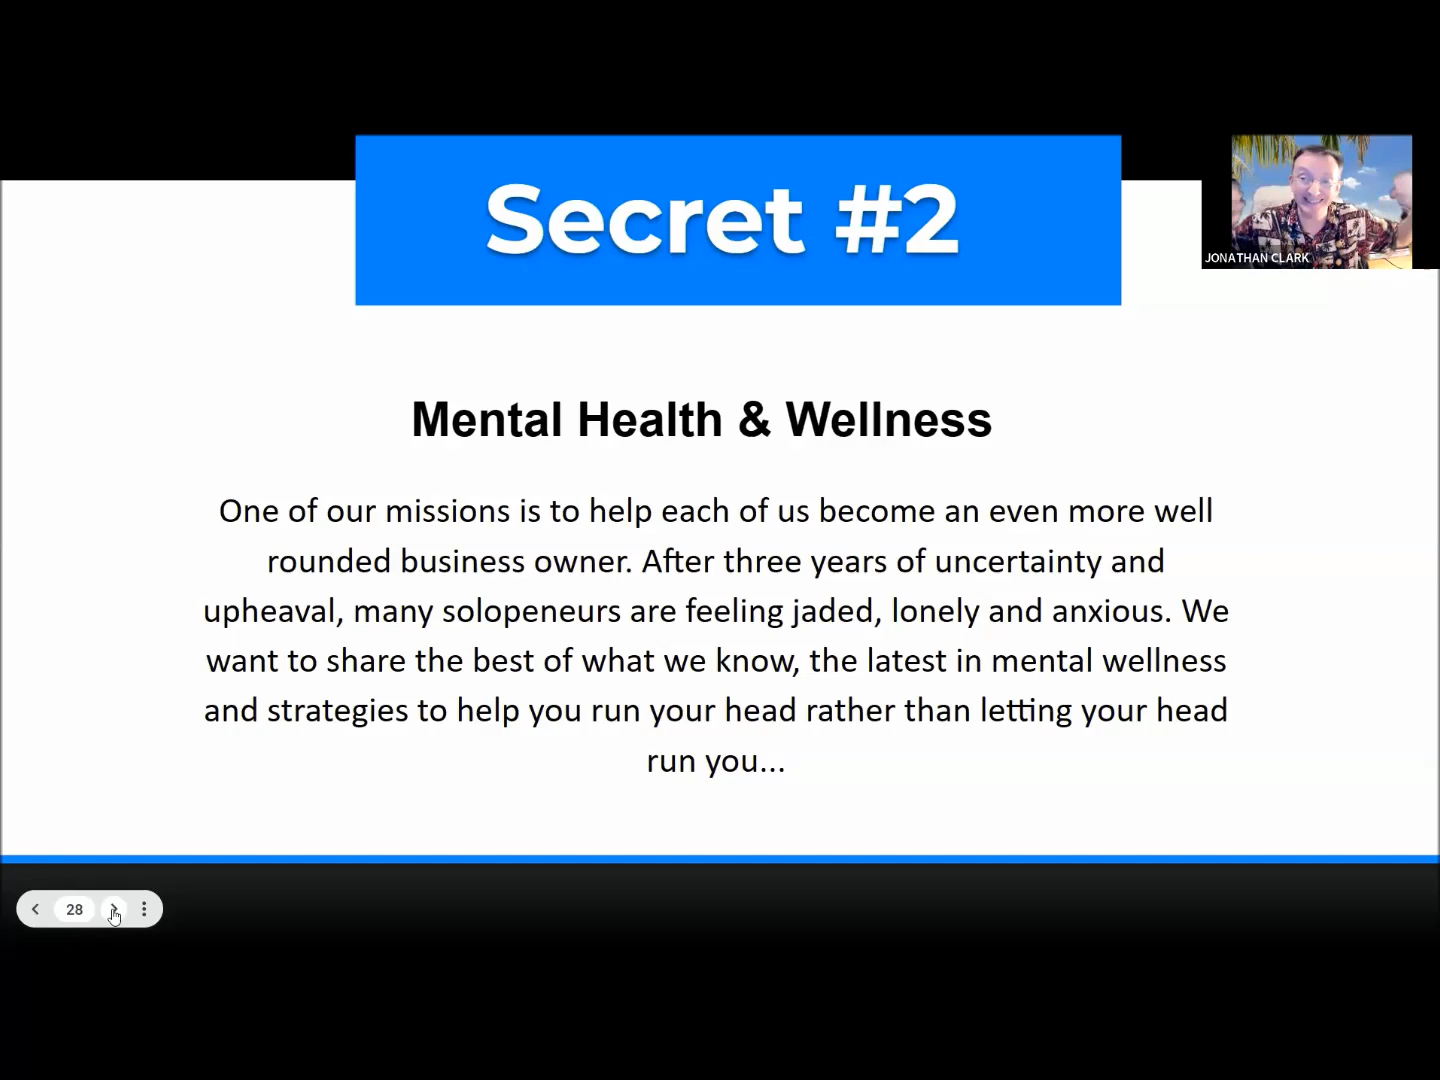 Secret #2
JONATHAN CLARK
Mental Health & Wellness
One of our missions is to help each of us become an even more well
rounded business owner. After three years of uncertainty and
upheaval, many solopeneurs are feeling jaded, lonely and anxious. We
want to share the best of what we know, the latest in mental wellness
and strategies to help you run your head rather than letting your head
run you...
28